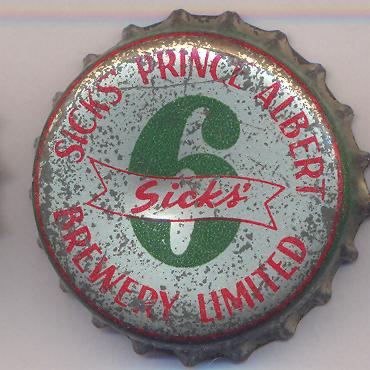 SICKS' PRINCE ALBERT
6
Sicks'
BREWERY LIMITED